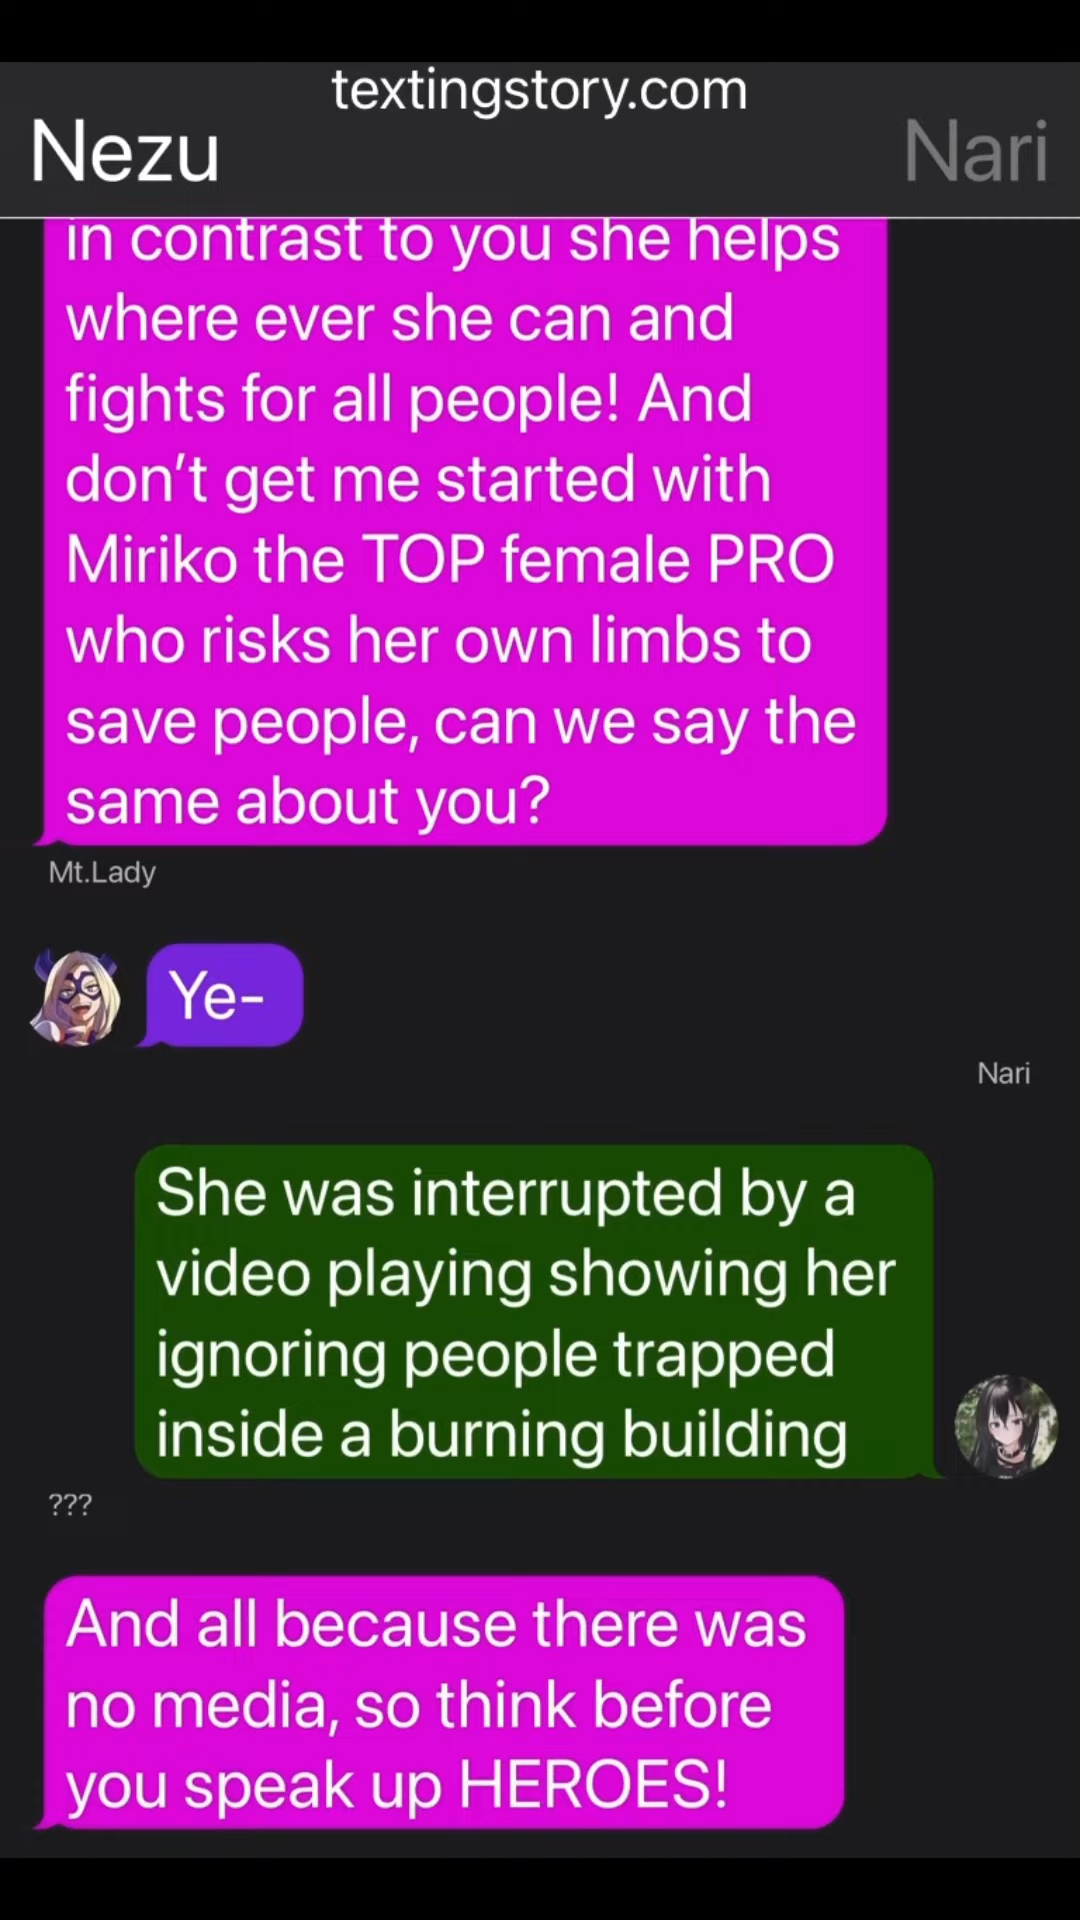 textingstory.com
Nezu
Nari
in contrast to you she helps
where ever she can and
fights for all people! And
don’t get me started with
Miriko the TOP female PRO
who risks her own limbs to
save people, can we say the
same about you?
Mt.Lady
Ye-
Nari
She was interrupted by a
video playing showing her
ignoring people trapped
inside a burning building
???
And all because there was
no media, so think before
you speak up HEROES!